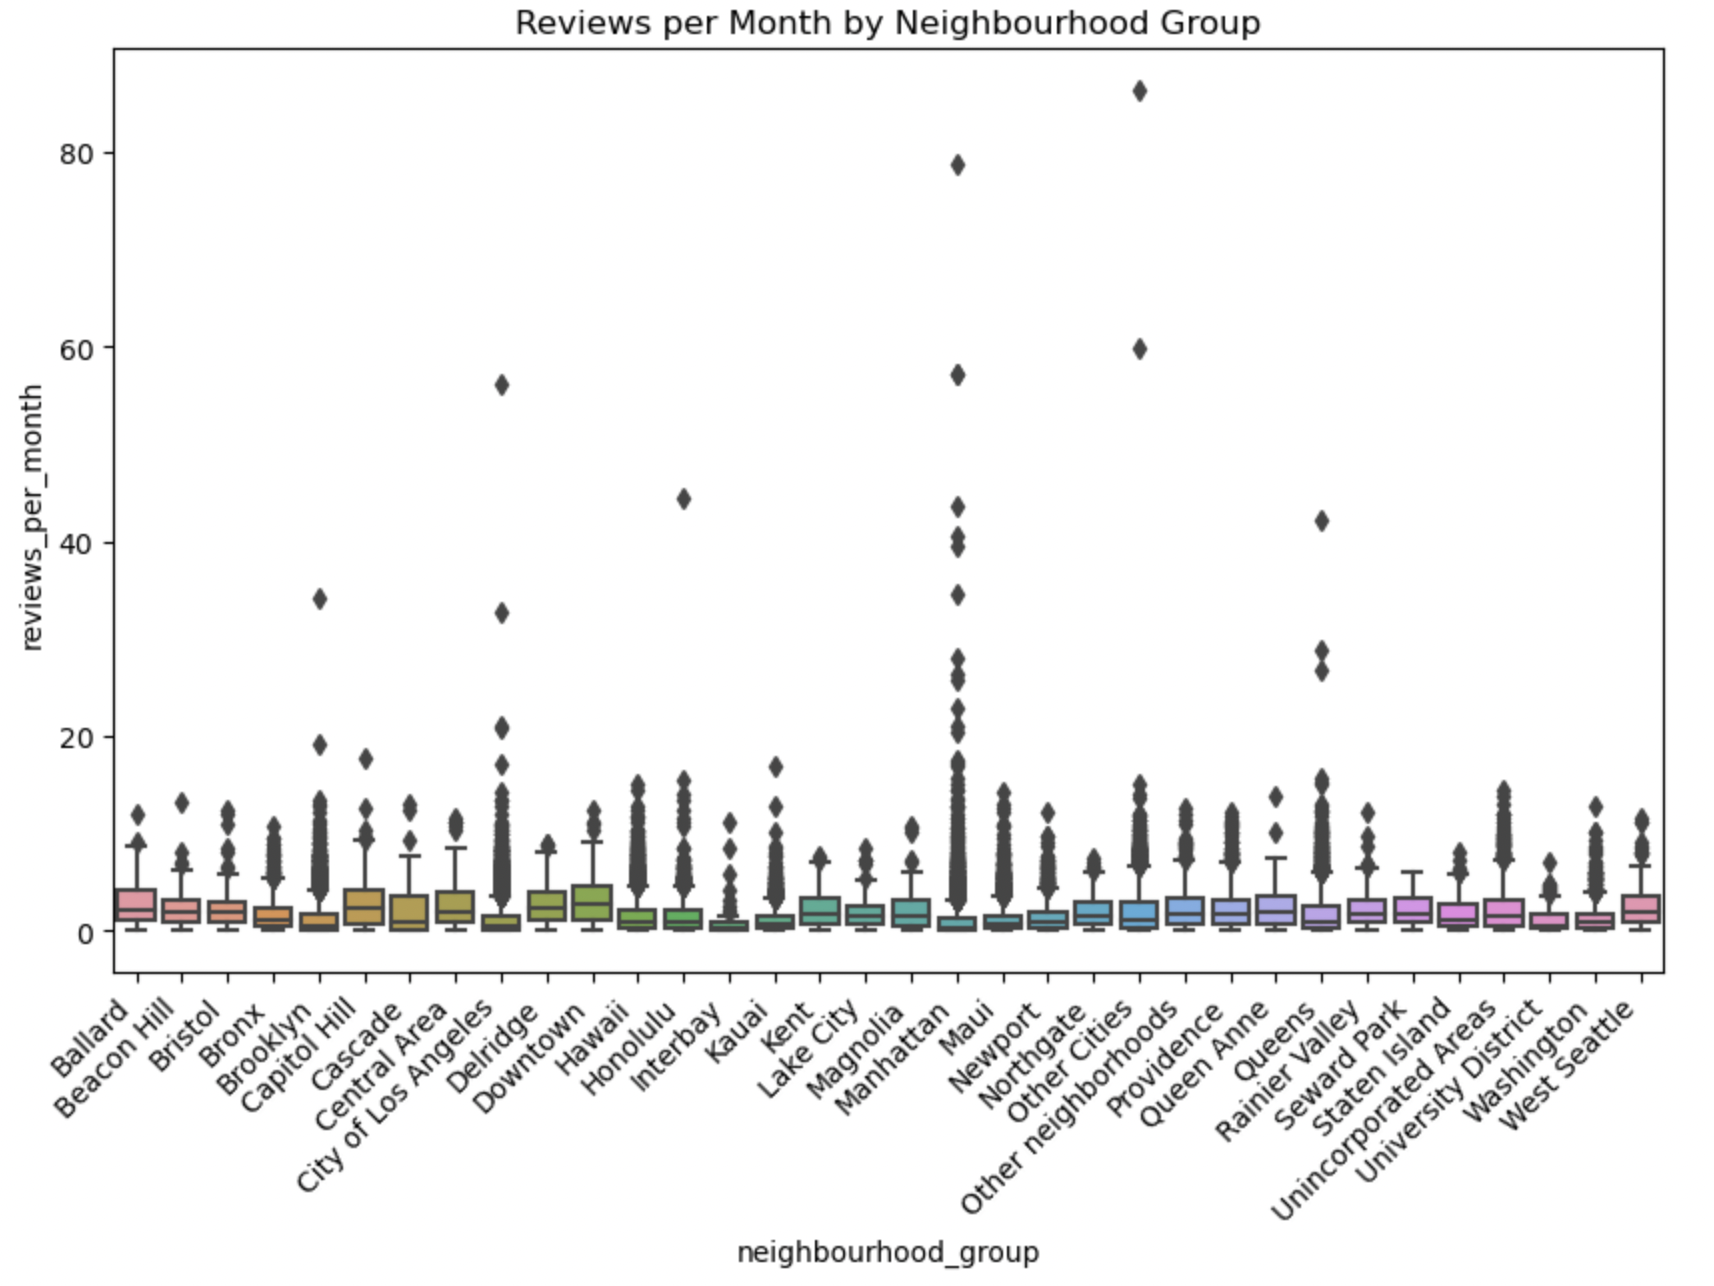 Reviews per Month by Neighbourhood Group
80
60
40
20
0
reviews_per_month
Ballard
Beacon Hill
Bristol
Bronx
Brooklyn
Capitol Hill
Cascade
Central Area
City of Los Angeles
Delridge
Downtown
Hawaii
Honolulu
Interbay
Kauai
Kent
Lake City
Magnolia
Manhattan
Maui
Newport
Northgate
Other Cities
Other neighborhoods
Providence
Queen Anne
Queens
Rainier Valley
Seward Park
Staten Island
Unincorporated Areas
University District
Washington
West Seattle
neighbourhood_group